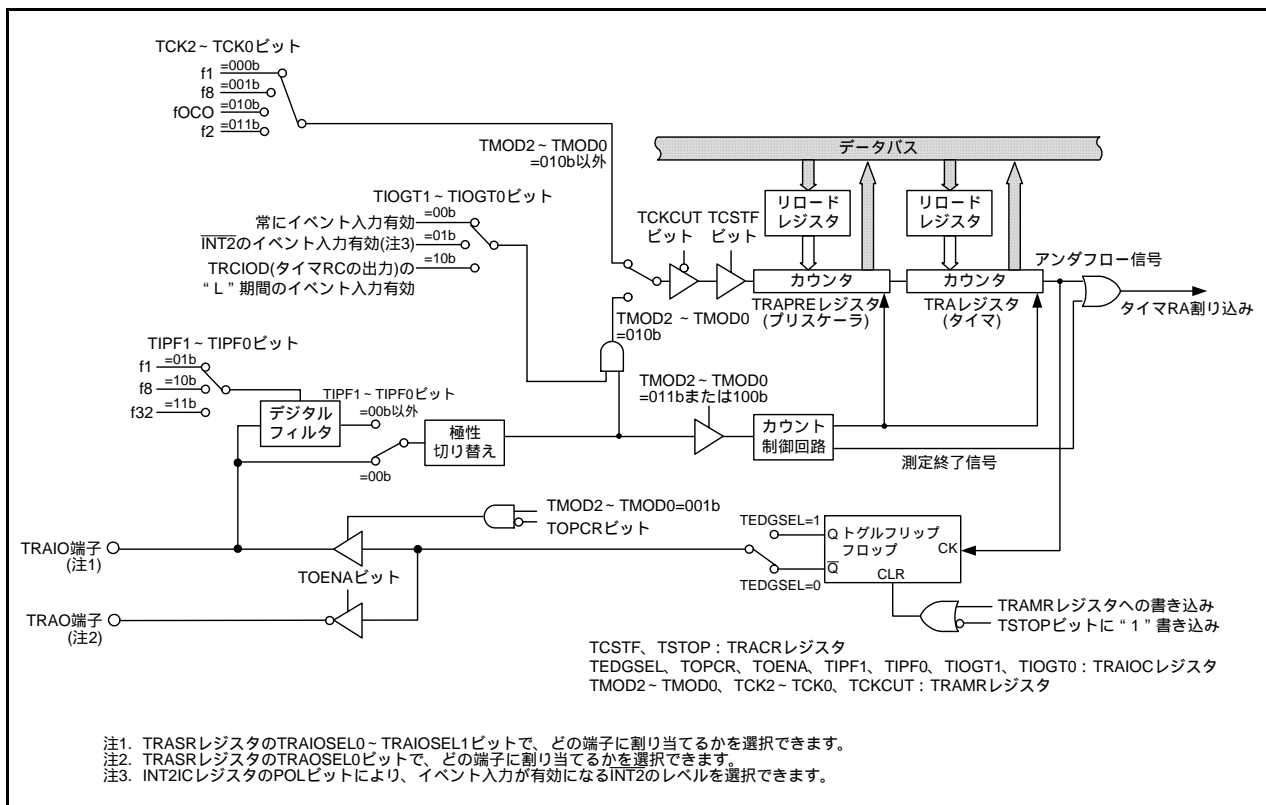 TCK2～TCK0ビット
f1 =000b
f8 =001b
fOCO =010b
f2 =011b
TMOD2～TMOD0
=010b以外
データバス
リロード
レジスタ
リロード
レジスタ
TIOGT1～TIOGT0ビット
常にイベント入力有効 =00b
INT2のイベント入力有効(注3) =01b
TRCIOD(タイマRCの出力)の =10b
“L”期間のイベント入力有効
TCKCUT
ビット
TCSTF
ビット
カウンタ
TRAPREレジスタ
(プリスケーラ)
カウンタ
TRAレジスタ
(タイマ)
アンダフロー信号
タイマRA割り込み
TMOD2～TMOD0
=010b
TIPF1～TIPF0ビット
f1 =01b
f8 =10b
f32 =11b
デジタル
フィルタ
TIPF1～TIPF0ビット
=00b以外
=00b
極性
切り替え
TMOD2～TMOD0
=011bまたは100b
カウント
制御回路
測定終了信号
TMOD2～TMOD0=001b
TOPCRビット
TRAIO端子
(注1)
TOENAビット
TRAO端子
(注2)
TEDGSEL=1
TEDGSEL=0
Q トグルフリップ
フロップ
CK
Q
CLR
TRAMRレジスタへの書き込み
TSTOPビットに“1”書き込み
TCSTF、TSTOP：TRACRレジスタ
TEDGSEL、TOPCR、TOENA、TIPF1、TIPF0、TIOGT1、TIOGT0：TRAIOCレジスタ
TMOD2～TMOD0、TCK2～TCK0、TCKCUT：TRAMRレジスタ
注1. TRASRレジスタのTRAIOSEL0～TRAIOSEL1ビットで、どの端子に割り当てるかを選択できます。
注2. TRASRレジスタのTRAOSEL0ビットで、どの端子に割り当てるかを選択できます。
注3. INT2ICレジスタのPOLビットにより、イベント入力が有効になるINT2のレベルを選択できます。